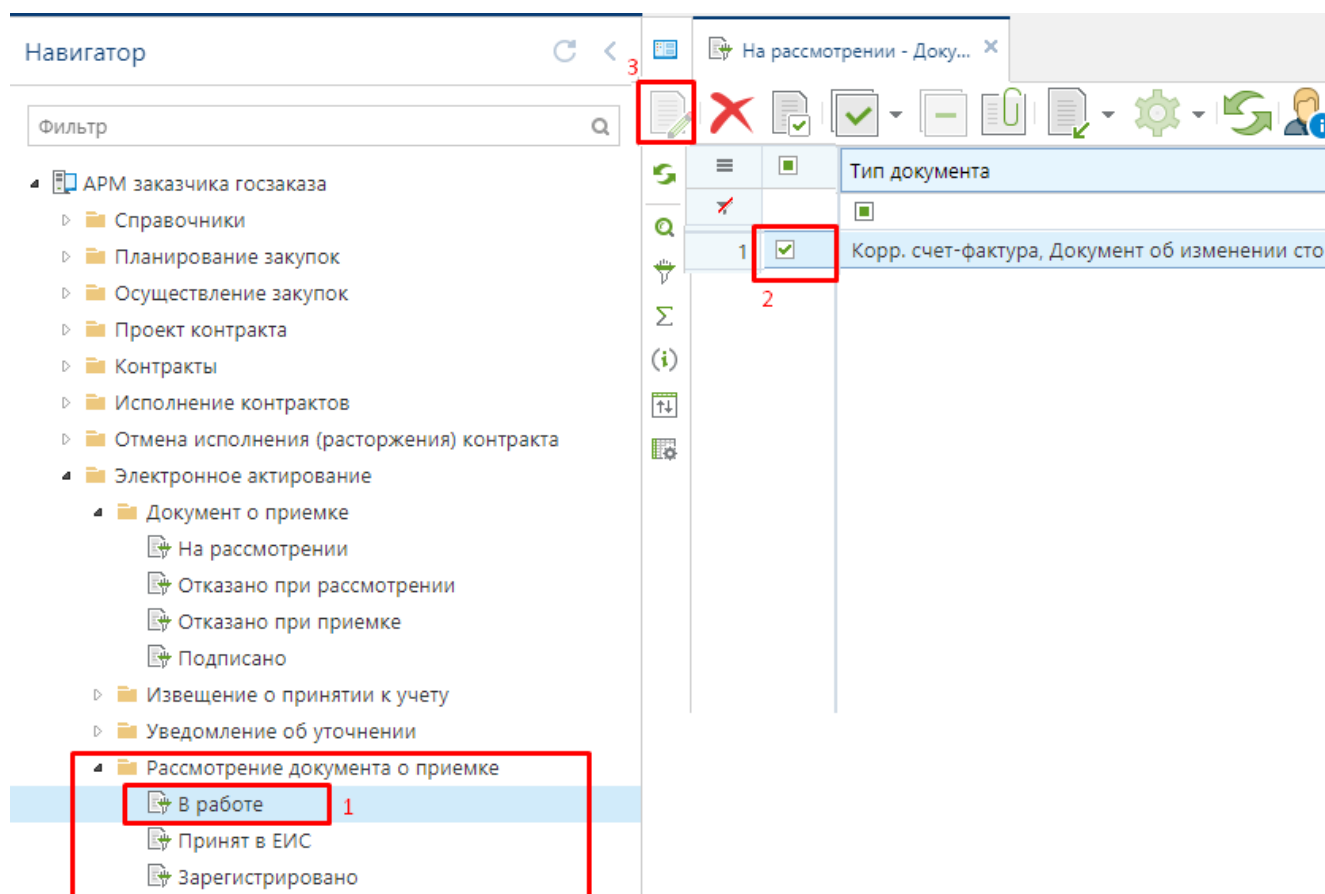 Навигатор
3
На рассмотрении - Доку...
Фильтр
Тип документа
1
Корр. счет-фактура, Документ об изменении сто
2
АРМ заказчика госзаказа
Справочники
Планирование закупок
Осуществление закупок
Проект контракта
Контракты
Исполнение контрактов
Отмена исполнения (расторжения) контракта
Электронное актирование
Документ о приемке
На рассмотрении
Отказано при рассмотрении
Отказано при приемке
Подписано
Извещение о принятии к учету
Уведомление об уточнении
Рассмотрение документа о приемке
В работе 1
Принят в ЕИС
Зарегистрировано